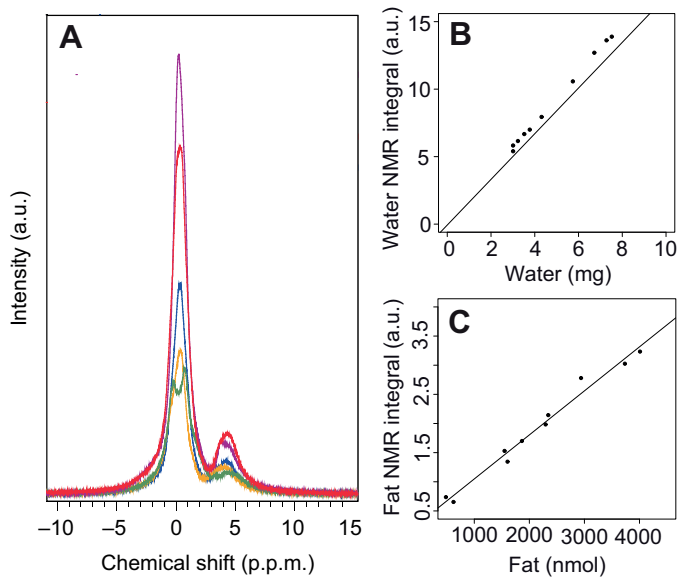 A
Intensity (a.u.)
–10 –5 0 5 10 15
Chemical shift (p.p.m.)
B
Water NMR integral (a.u.)
15
10
5
0
0 2 4 6 8 10
Water (mg)
C
Fat NMR integral (a.u.)
3.5
2.5
1.5
0.5
1000 2000 3000 4000
Fat (nmol)